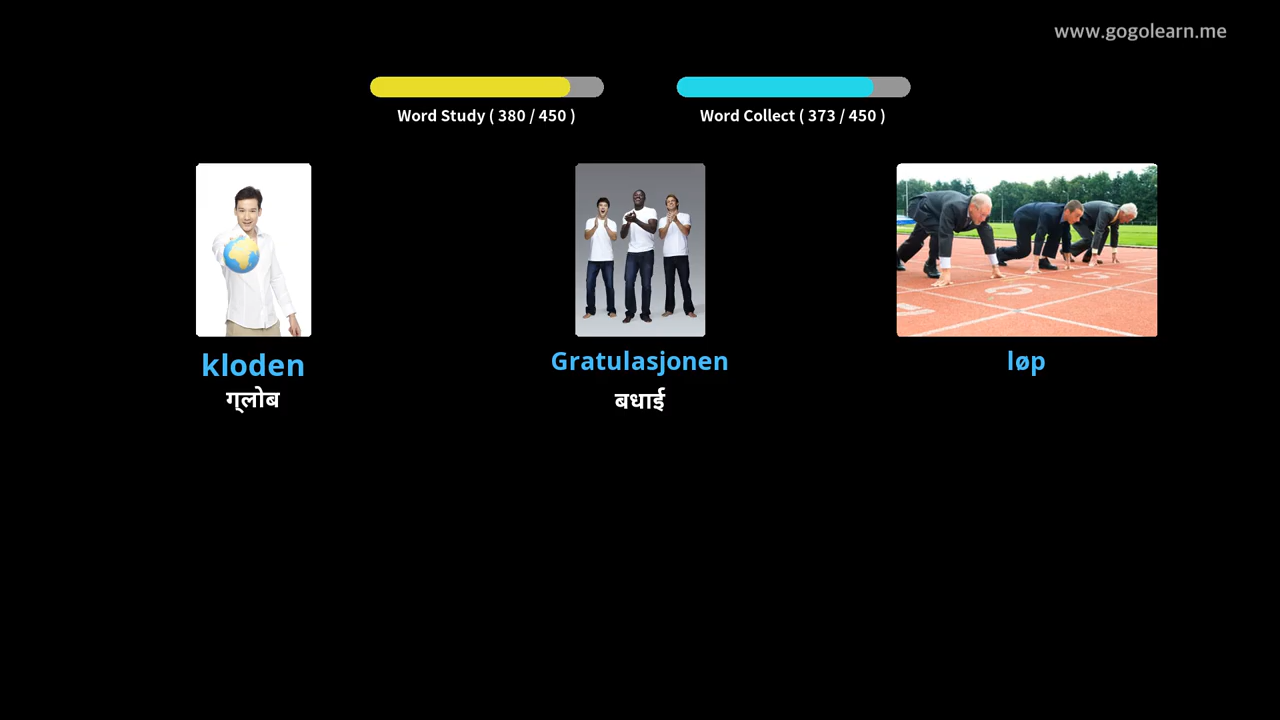 www.gogolearn.me
Word Study ( 380 / 450 )
Word Collect ( 373 / 450 )
kloden
ग्लोब
Gratulasjonen
बधाई
løp